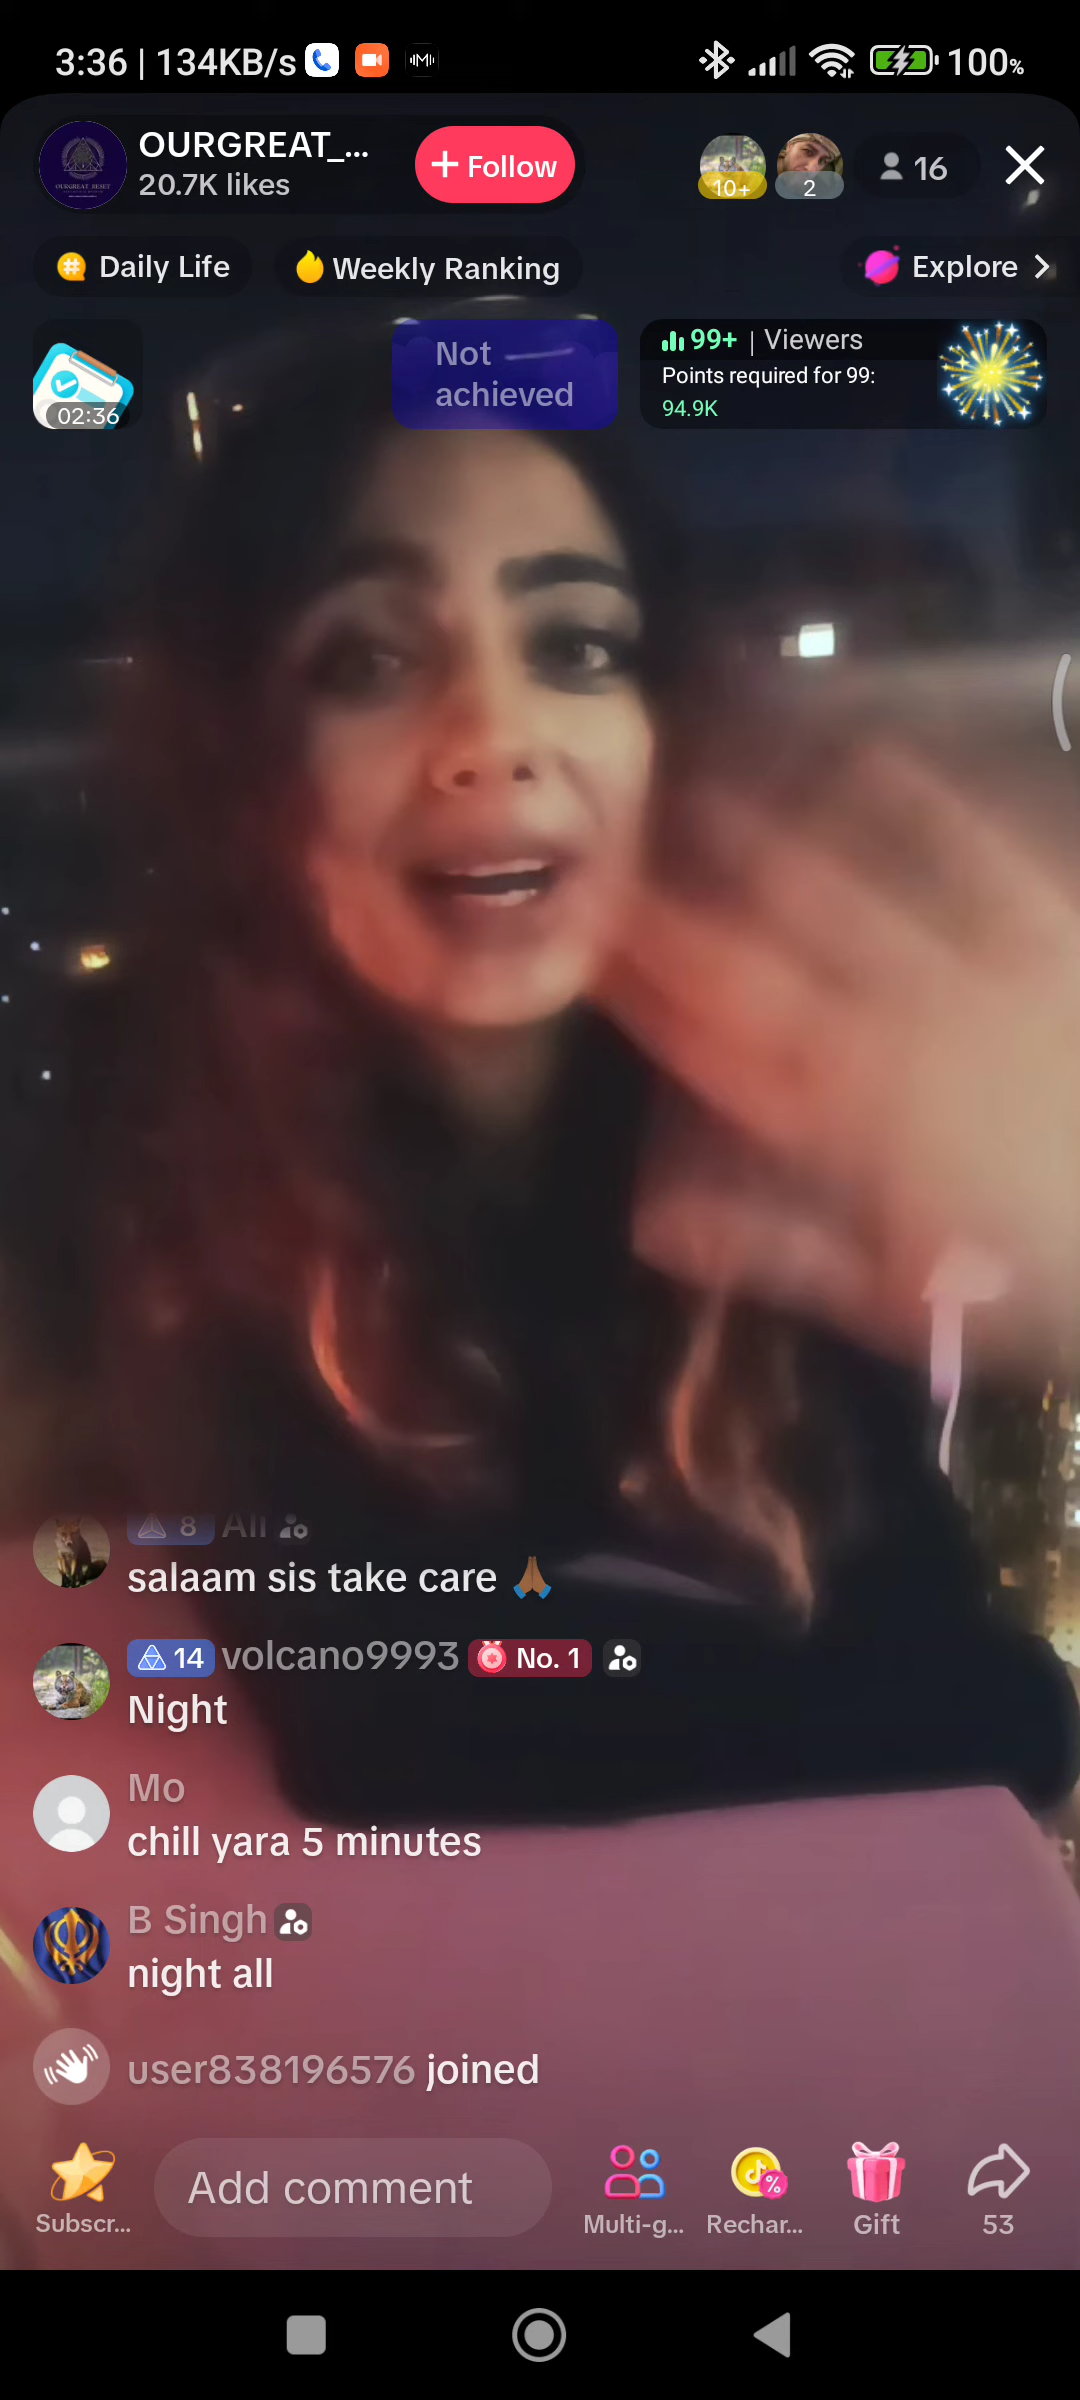 3:36 | 134KB/s 100%
OURGREAT_...
20.7K likes
+ Follow
10+
2
16
Daily Life
Weekly Ranking
Explore >
02:36
Not
achieved
99+ | Viewers
Points required for 99:
94.9K
OURGREAT_RESET
8 Ali
salaam sis take care 🙏🏾
14 volcano9993 No. 1
Night
Mo
chill yara 5 minutes
B Singh
night all
user838196576 joined
Subscr...
Add comment
Multi-g...
Rechar...
Gift
53